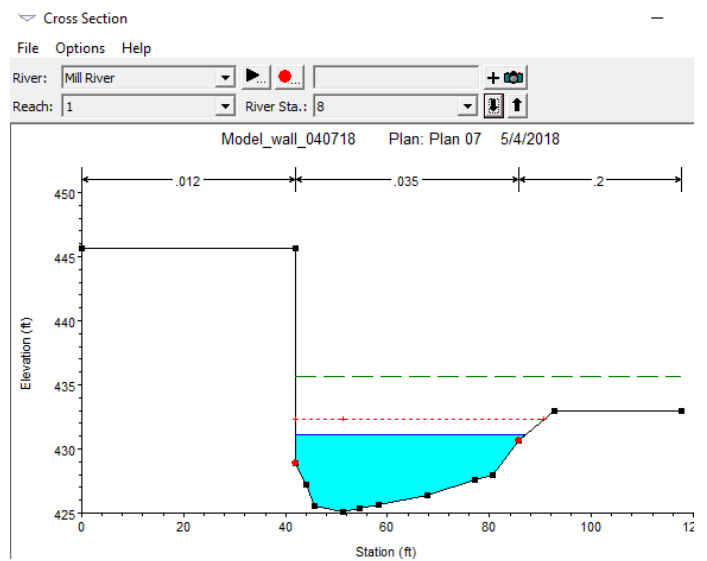 Cross Section
File Options Help
River: Mill River
Reach: 1 River Sta.: 8
Model_wall_040718 Plan: Plan 07 5/4/2018
.012 .035 .2
450
445
440
435
430
425
Elevation (ft)
0 20 40 60 80 100 12
Station (ft)